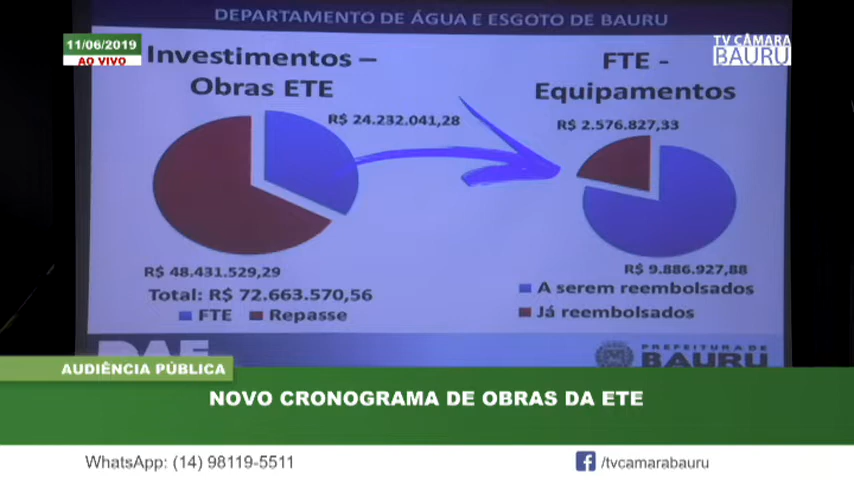 DEPARTAMENTO DE ÁGUA E ESGOTO DE BAURU
11/06/2019
AO VIVO
TV CÂMARA
BAURU
Investimentos –
Obras ETE
FTE -
Equipamentos
R$ 24.232.041,28
R$ 2.576.827,33
R$ 48.431.529,29
R$ 9.886.927,88
Total: R$ 72.663.570,56
FTE
Repasse
A serem reembolsados
Já reembolsados
DAE
PREFEITURA DE
BAURU
AUDIÊNCIA PÚBLICA
NOVO CRONOGRAMA DE OBRAS DA ETE
WhatsApp: (14) 98119-5511
/tvcamarabauru